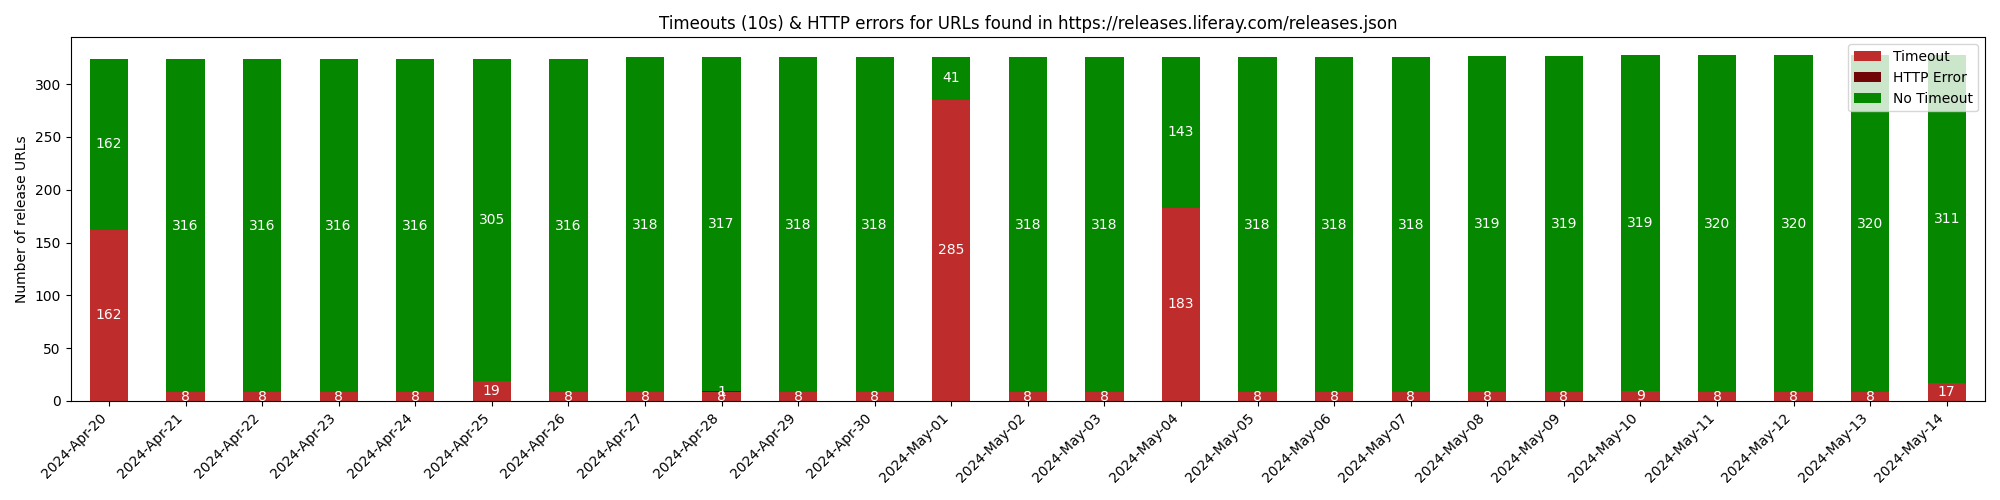 Timeouts (10s) & HTTP errors for URLs found in https://releases.liferay.com/releases.json
Timeout
HTTP Error
No Timeout
Number of release URLs
300
250
200
150
100
50
0
162 316 316 316 316 305 316 318 317 318 318 41 318 318 143 318 318 318 319 319 319 320 320 320 311
1
162 8 8 8 8 19 8 8 8 8 8 285 8 8 183 8 8 8 8 8 9 8 8 8 17
2024-Apr-20 2024-Apr-21 2024-Apr-22 2024-Apr-23 2024-Apr-24 2024-Apr-25 2024-Apr-26 2024-Apr-27 2024-Apr-28 2024-Apr-29 2024-Apr-30 2024-May-01 2024-May-02 2024-May-03 2024-May-04 2024-May-05 2024-May-06 2024-May-07 2024-May-08 2024-May-09 2024-May-10 2024-May-11 2024-May-12 2024-May-13 2024-May-14